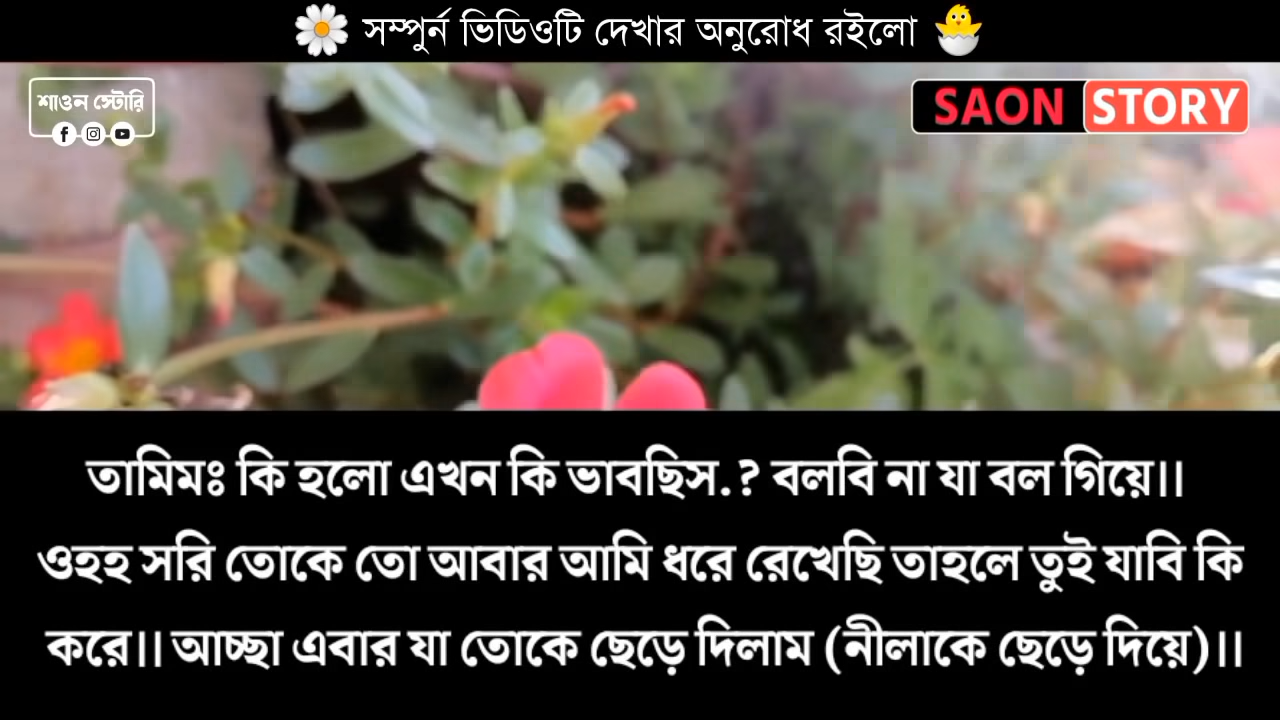 সম্পুর্ন ভিডিওটি দেখার অনুরোধ রইলো
শাওন স্টোরি
SAON STORY
তামিমঃ কি হলো এখন কি ভাবছিস.? বলবি না যা বল গিয়ে।।
ওহহ সরি তোকে তো আবার আমি ধরে রেখেছি তাহলে তুই যাবি কি
করে।। আচ্ছা এবার যা তোকে ছেড়ে দিলাম (নীলাকে ছেড়ে দিয়ে)।।